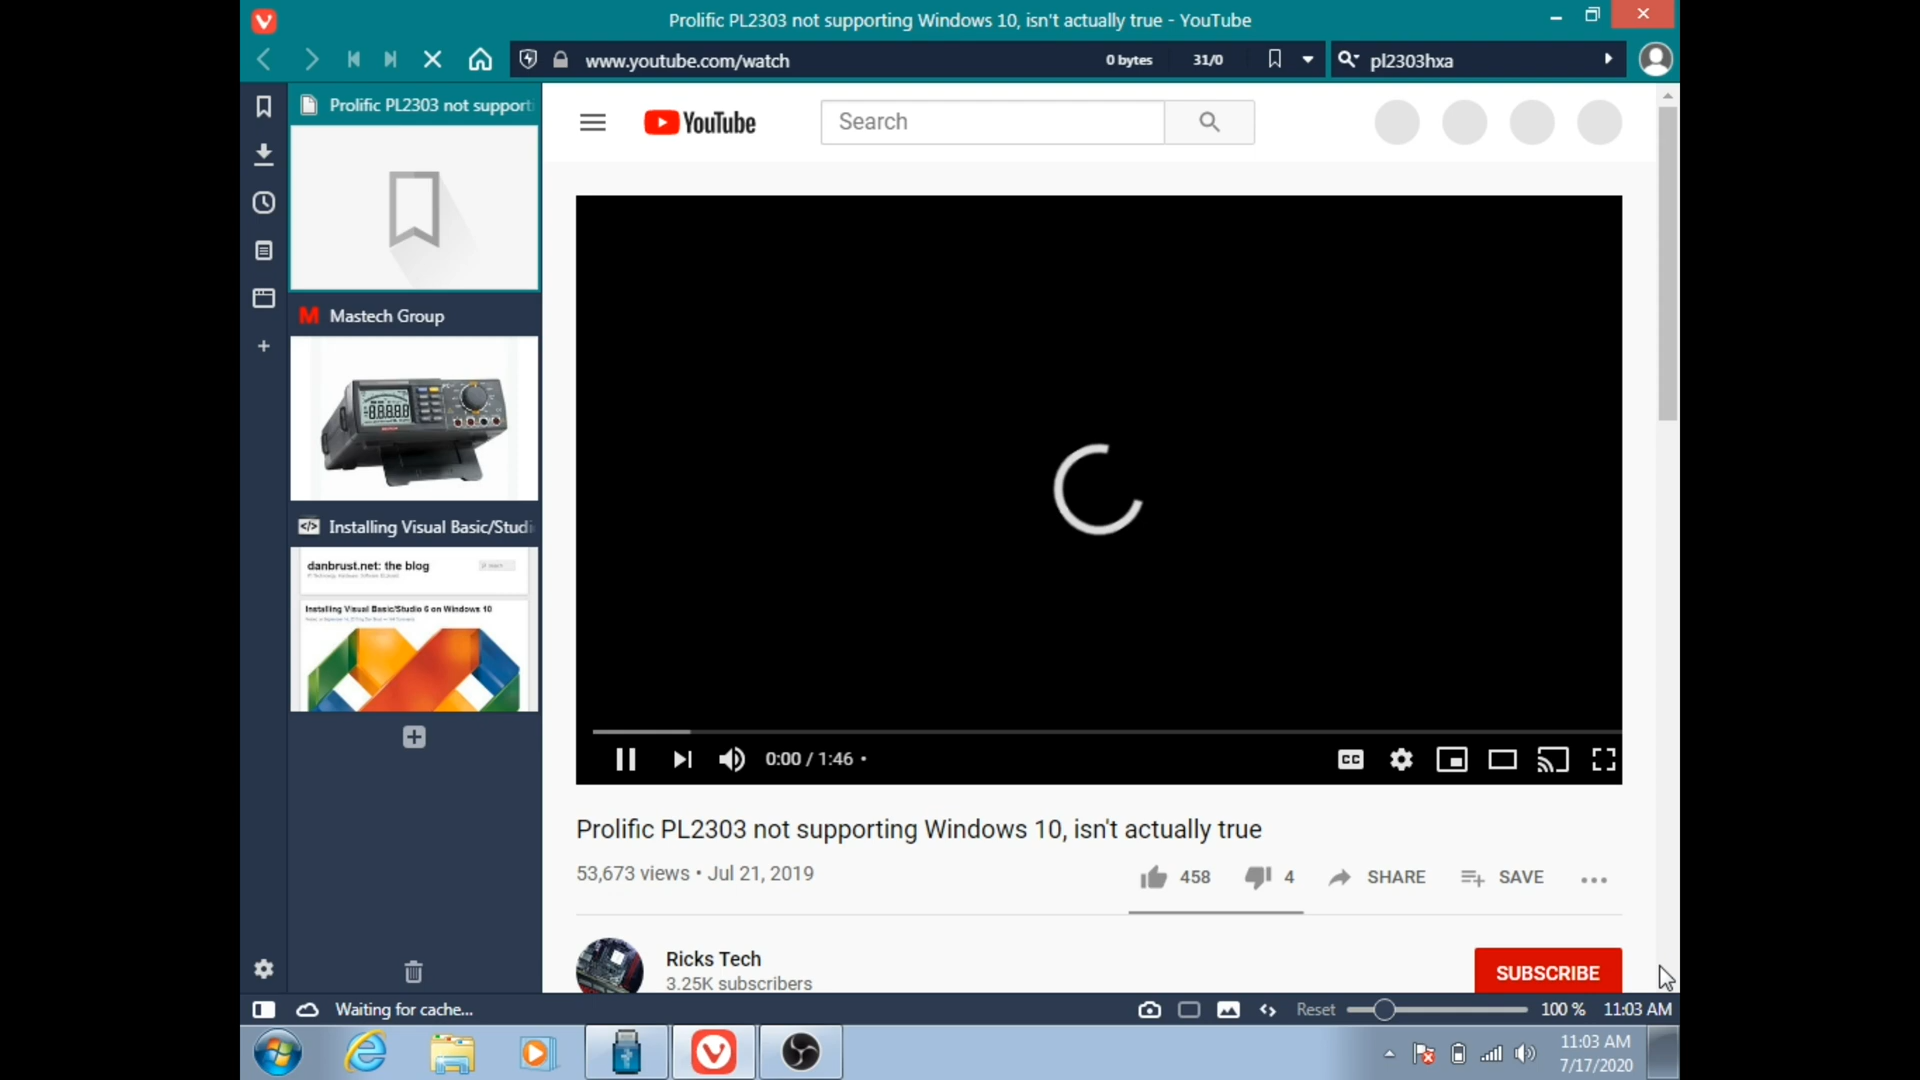 Prolific PL2303 not supporting Windows 10, isn't actually true - YouTube
www.youtube.com/watch
0 bytes
31/0
pl2303hxa
Prolific PL2303 not supporti
Mastech Group
Installing Visual Basic/Studi
danbrust.net: the blog
Installing Visual Basic/Studio 6 on Windows 10
YouTube
Search
0:00 / 1:46 •
CC
Prolific PL2303 not supporting Windows 10, isn't actually true
53,673 views • Jul 21, 2019
458
4
SHARE
SAVE
Ricks Tech
3.25K subscribers
SUBSCRIBE
Waiting for cache...
Reset
100 %
11:03 AM
11:03 AM
7/17/2020